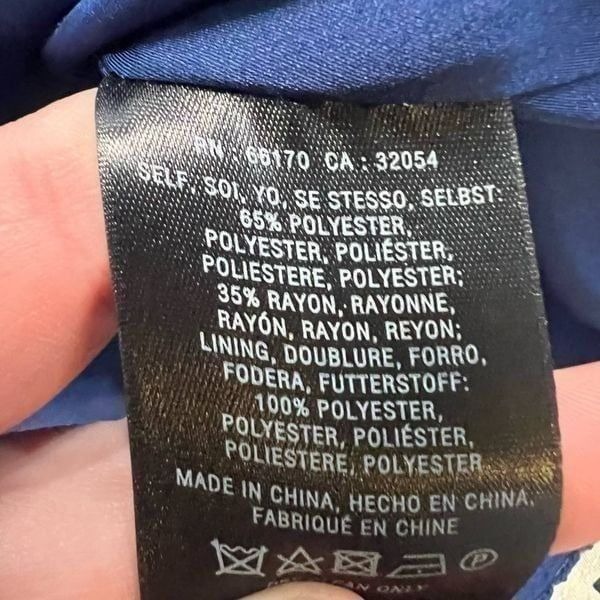 RN : 66170 CA : 32054
SELF, SOI, YO, SE STESSO, SELBST:
65% POLYESTER,
POLYESTER, POLIÉSTER,
POLIESTERE, POLYESTER;
35% RAYON, RAYONNE,
RAYÓN, RAYON, REYON;
LINING, DOUBLURE, FORRO,
FODERA, FUTTERSTOFF:
100% POLYESTER,
POLYESTER, POLIÉSTER,
POLIESTERE, POLYESTER
MADE IN CHINA, HECHO EN CHINA,
FABRIQUÉ EN CHINE
P
ONLY